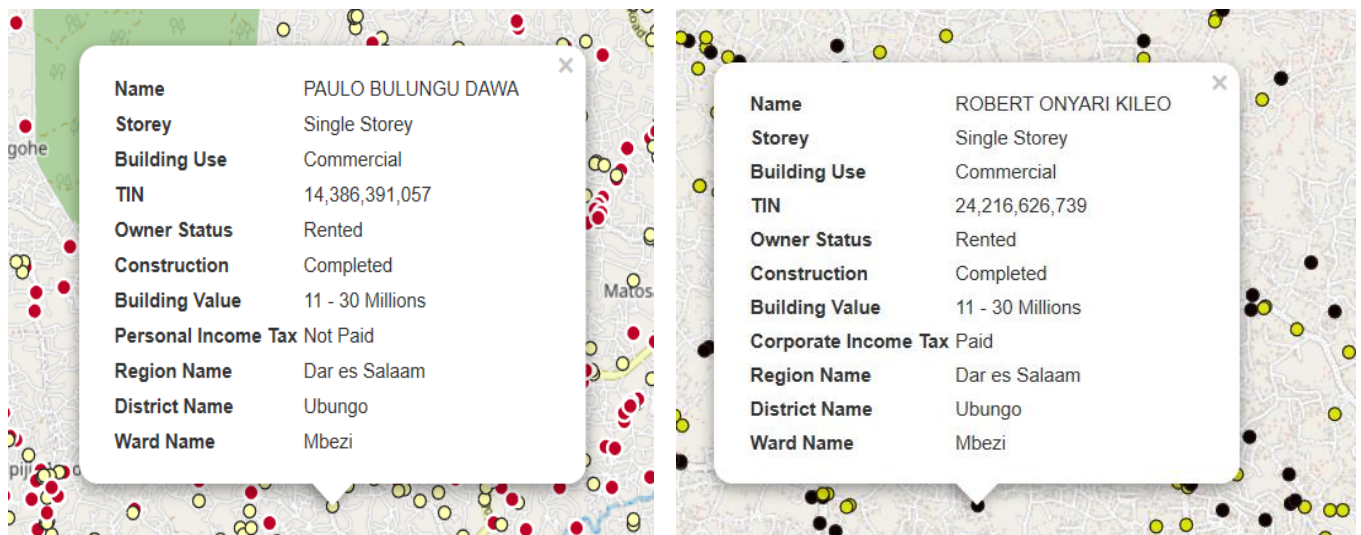 Road
gohe
Matos
×
Name PAULO BULUNGU DAWA
Storey Single Storey
Building Use Commercial
TIN 14,386,391,057
Owner Status Rented
Construction Completed
Building Value 11 - 30 Millions
Personal Income Tax Not Paid
Region Name Dar es Salaam
District Name Ubungo
Ward Name Mbezi
piji
×
Name ROBERT ONYARI KILEO
Storey Single Storey
Building Use Commercial
TIN 24,216,626,739
Owner Status Rented
Construction Completed
Building Value 11 - 30 Millions
Corporate Income Tax Paid
Region Name Dar es Salaam
District Name Ubungo
Ward Name Mbezi